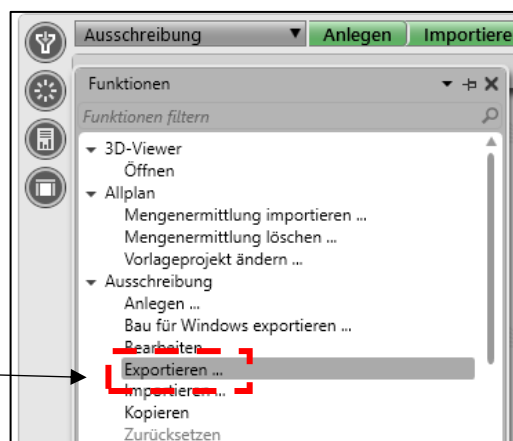 Ausschreibung Anlegen Importiere
Funktionen
Funktionen filtern
3D-Viewer
Öffnen
Allplan
Mengenermittlung importieren ...
Mengenermittlung löschen ...
Vorlageprojekt ändern ...
Ausschreibung
Anlegen ...
Bau für Windows exportieren ...
Bearbeiten
Exportieren ...
Importieren ...
Kopieren
Zurücksetzen